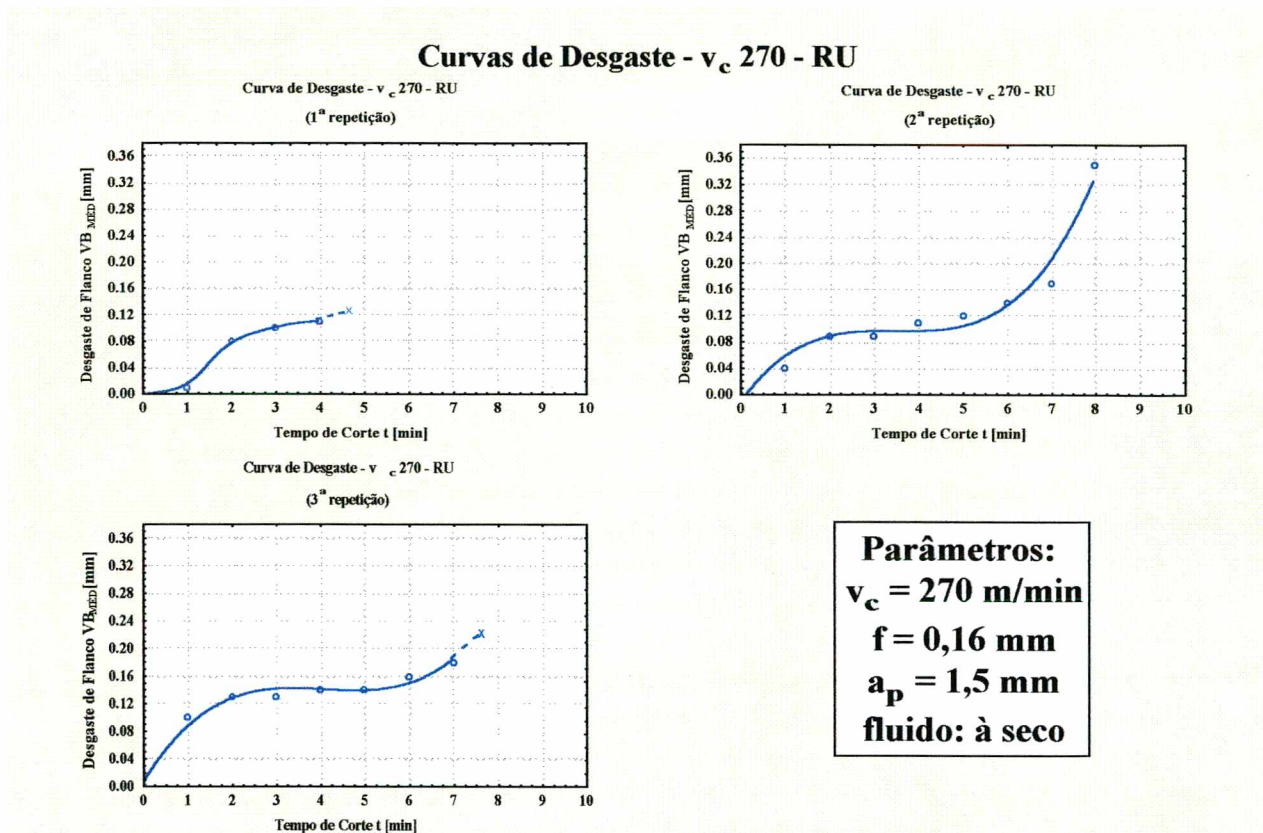 Curvas de Desgaste - vc 270 - RU
Curva de Desgaste - v c 270 - RU
(1ª repetição)
Desgaste de Flanco VB MÉD [mm]
0.36
0.32
0.28
0.24
0.20
0.16
0.12
0.08
0.04
0.00
0 1 2 3 4 5 6 7 8 9 10
Tempo de Corte t [min]
Curva de Desgaste - vc 270 - RU
(2ª repetição)
Desgaste de Flanco VB MÉD [mm]
0.36
0.32
0.28
0.24
0.20
0.16
0.12
0.08
0.04
0.00
0 1 2 3 4 5 6 7 8 9 10
Tempo de Corte t [min]
Curva de Desgaste - v c 270 - RU
(3ª repetição)
Desgaste de Flanco VBMÉD [mm]
0.36
0.32
0.28
0.24
0.20
0.16
0.12
0.08
0.04
0.00
0 1 2 3 4 5 6 7 8 9 10
Tempo de Corte t [min]
Parâmetros:
vc = 270 m/min
f = 0,16 mm
ap = 1,5 mm
fluido: à seco